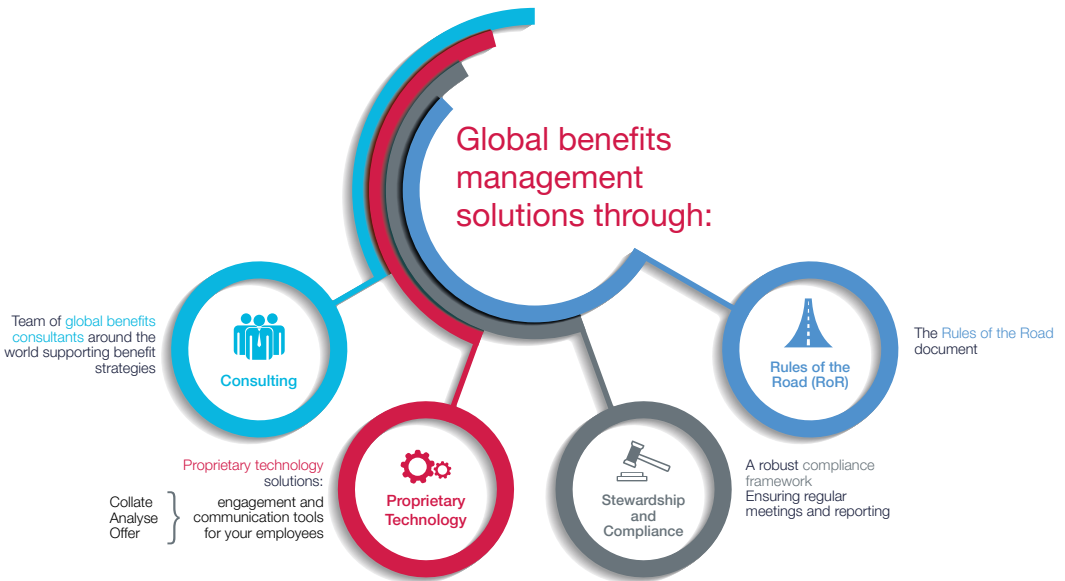 Global benefits
management
solutions through:
Team of global benefits
consultants around the
world supporting benefit
strategies
Consulting
Rules of the
Road (RoR)
The Rules of the Road
document
Proprietary technology
solutions:
Collate
Analyse
Offer
engagement and
communication tools
for your employees
Proprietary
Technology
Stewardship
and
Compliance
A robust compliance
framework
Ensuring regular
meetings and reporting